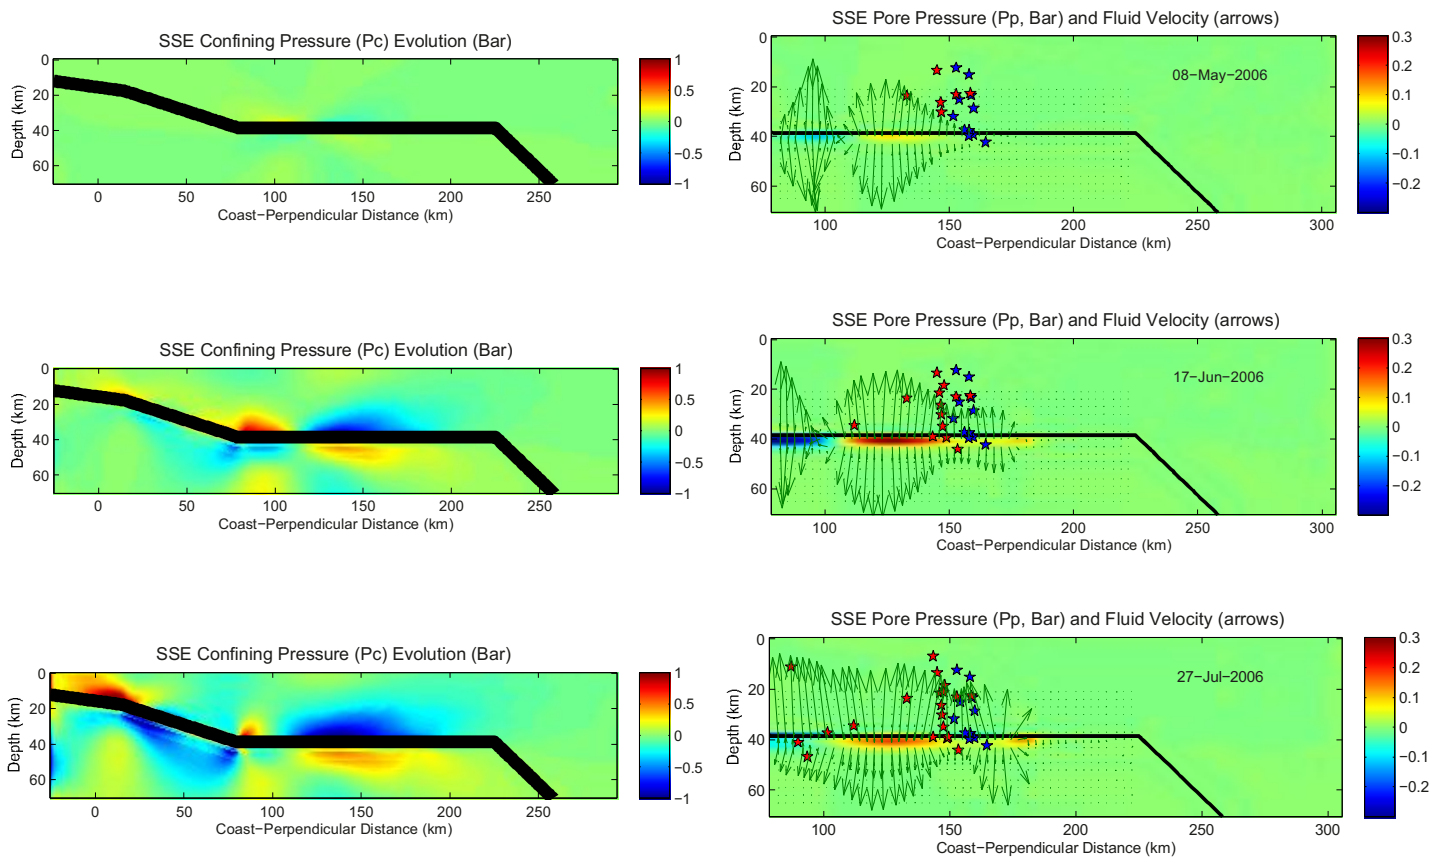 SSE Confining Pressure (Pc) Evolution (Bar)
0
20
40
60
Depth (km)
0 50 100 150 200 250
Coast−Perpendicular Distance (km)
1
0.5
0
−0.5
−1
SSE Pore Pressure (Pp, Bar) and Fluid Velocity (arrows)
08−May−2006
0
20
40
60
Depth (km)
100 150 200 250 300
Coast−Perpendicular Distance (km)
0.3
0.2
0.1
0
−0.1
−0.2
SSE Confining Pressure (Pc) Evolution (Bar)
0
20
40
60
Depth (km)
0 50 100 150 200 250
Coast−Perpendicular Distance (km)
1
0.5
0
−0.5
−1
SSE Pore Pressure (Pp, Bar) and Fluid Velocity (arrows)
17−Jun−2006
0
20
40
60
Depth (km)
100 150 200 250 300
Coast−Perpendicular Distance (km)
0.3
0.2
0.1
0
−0.1
−0.2
SSE Confining Pressure (Pc) Evolution (Bar)
0
20
40
60
Depth (km)
0 50 100 150 200 250
Coast−Perpendicular Distance (km)
1
0.5
0
−0.5
−1
SSE Pore Pressure (Pp, Bar) and Fluid Velocity (arrows)
27−Jul−2006
0
20
40
60
Depth (km)
100 150 200 250 300
Coast−Perpendicular Distance (km)
0.3
0.2
0.1
0
−0.1
−0.2